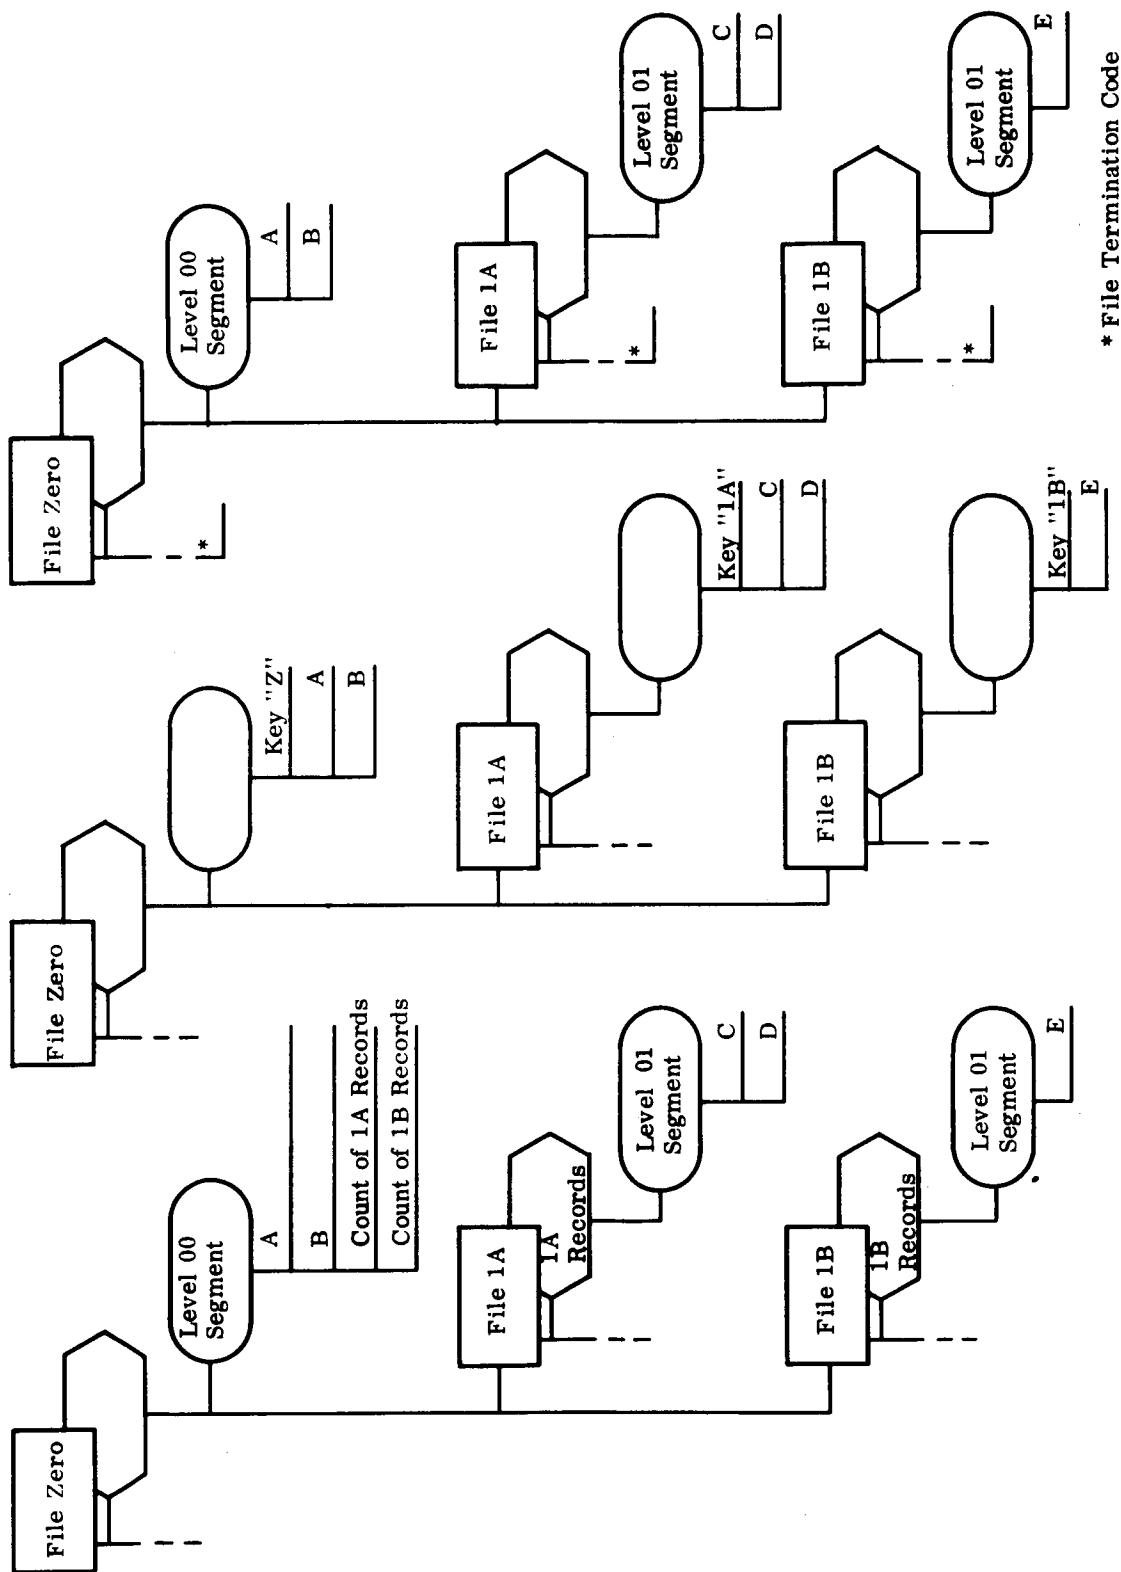 File Zero
Level 00
Segment
A
B
Count of 1A Records
Count of 1B Records
File 1A
1A
Records
Level 01
Segment
C
D
File 1B
1B
Records
Level 01
Segment
E
File Zero
Key "Z"
A
B
File 1A
Key "1A"
C
D
File 1B
Key "1B"
E
File Zero
*
Level 00
Segment
A
B
File 1A
*
Level 01
Segment
C
D
File 1B
*
Level 01
Segment
E
* File Termination Code